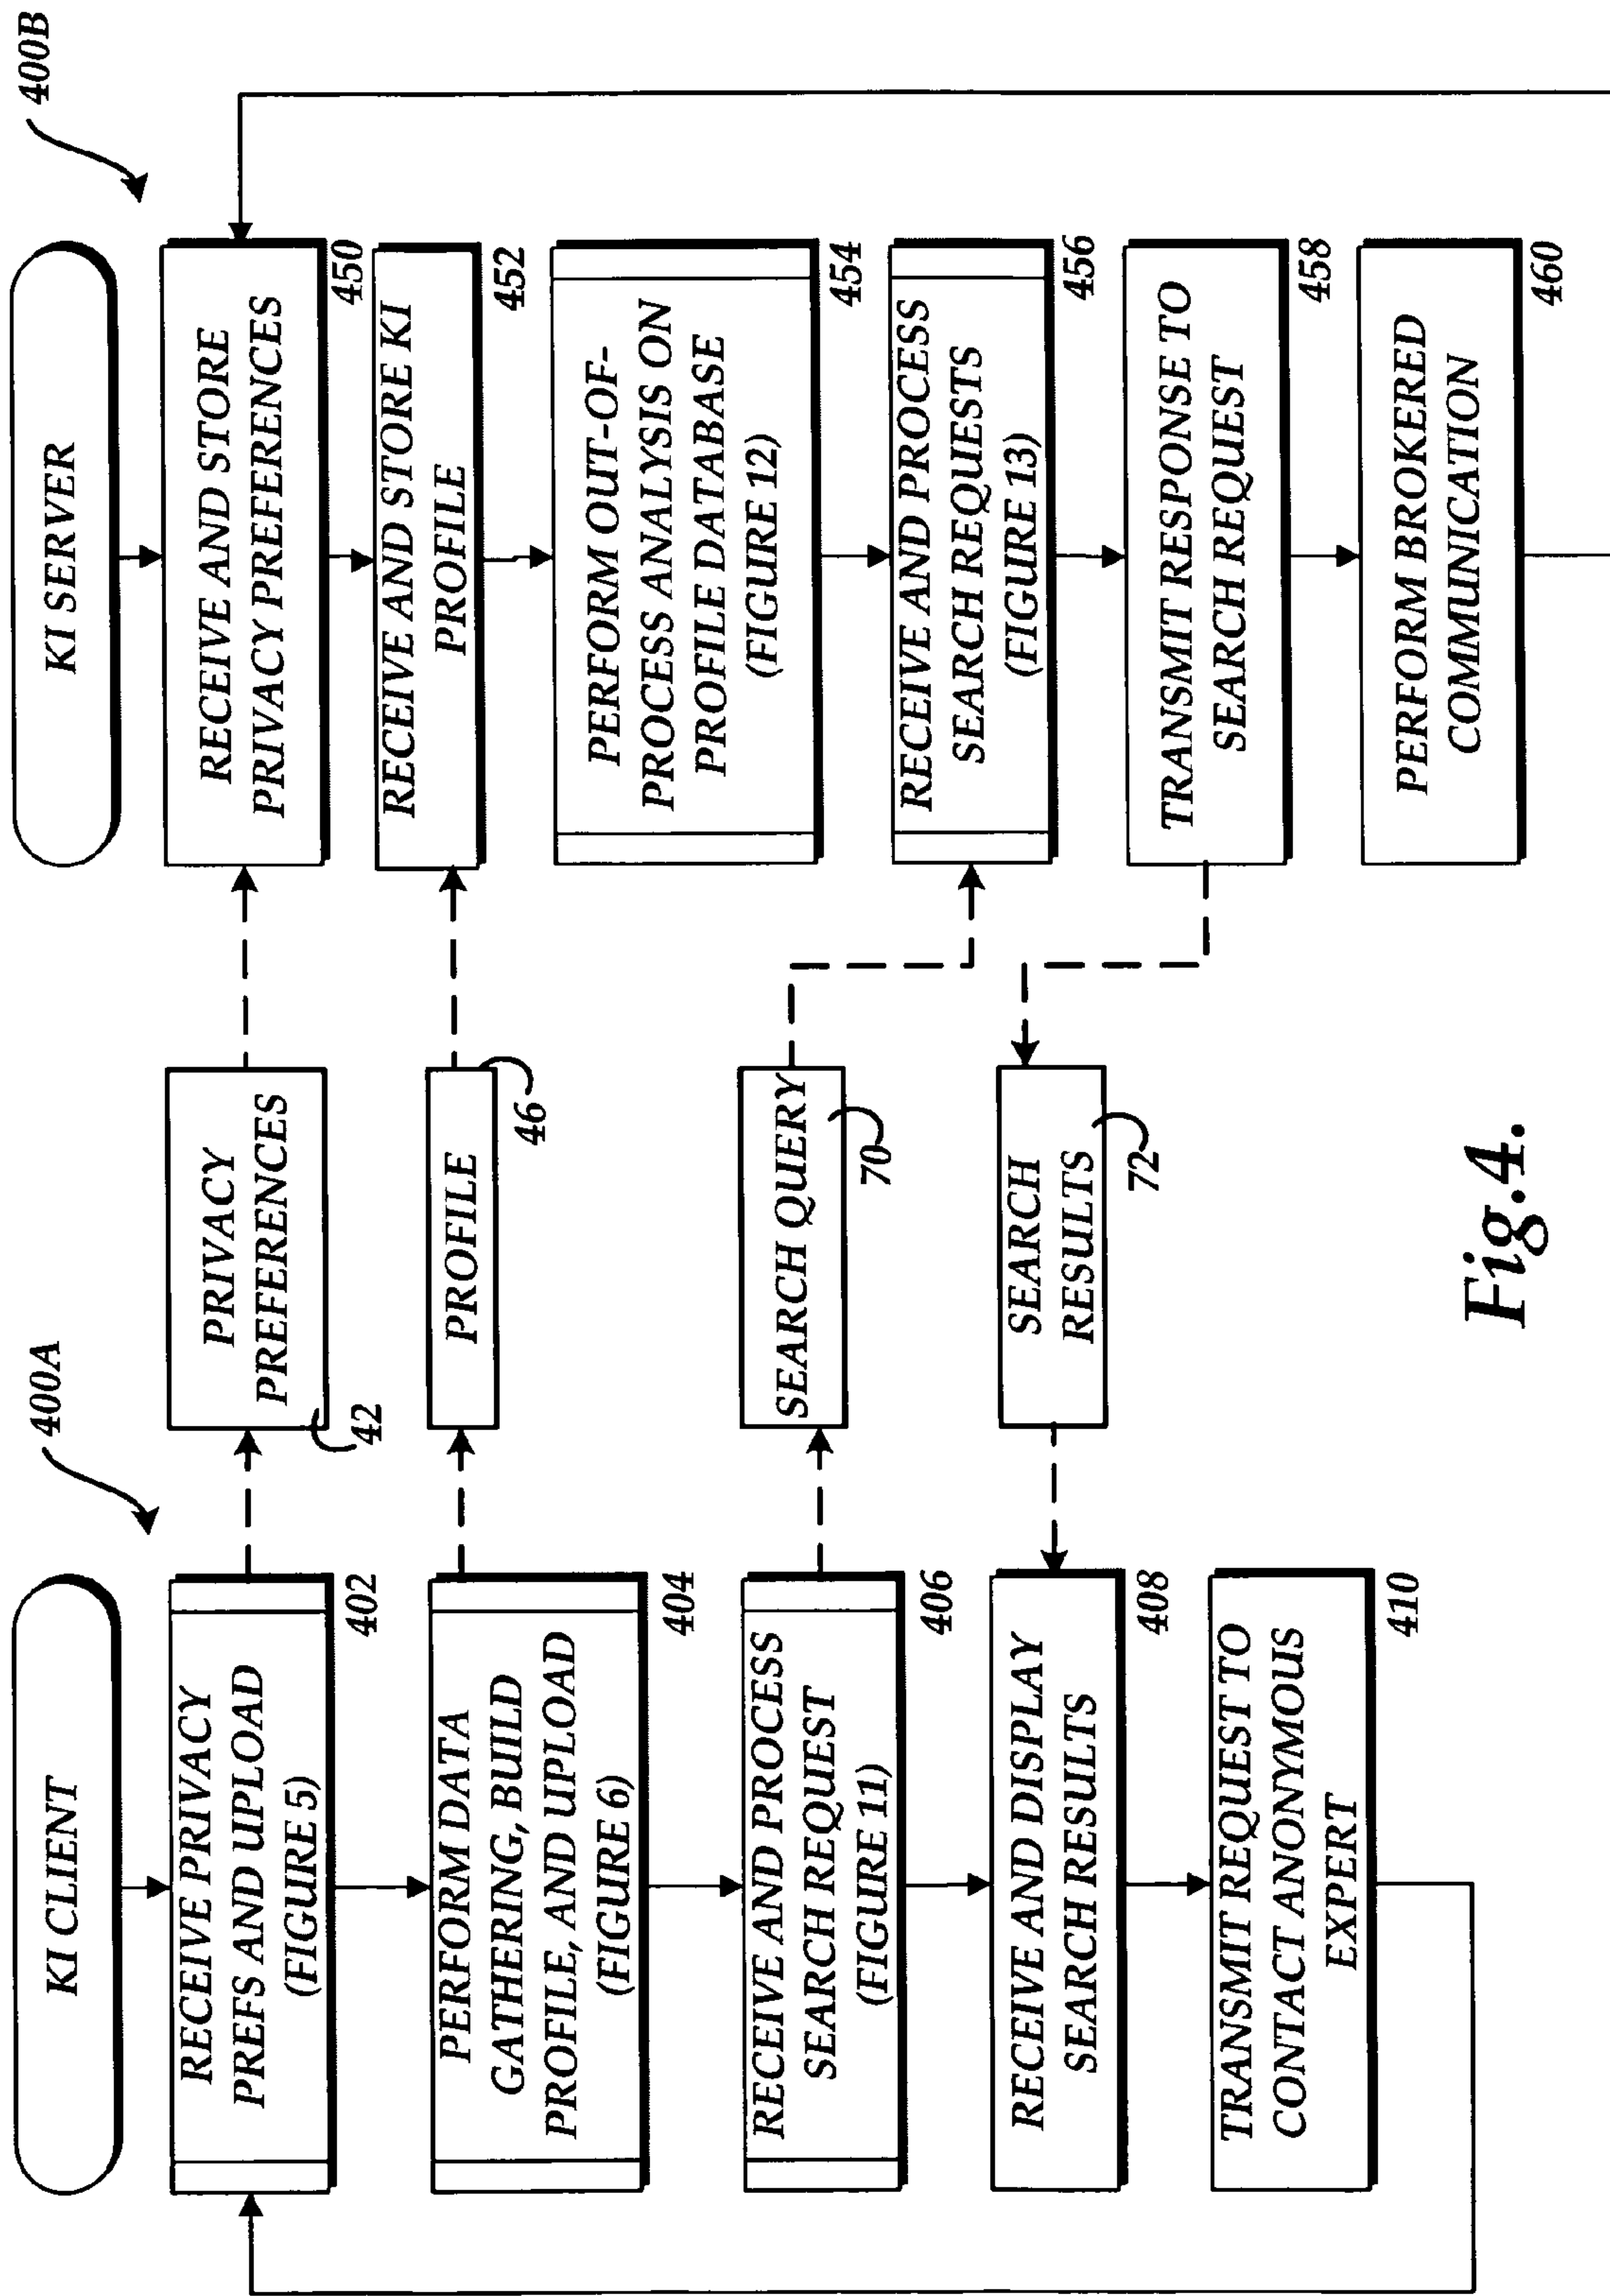 400A
KI CLIENT
RECEIVE PRIVACY
PREFS AND UPLOAD
(FIGURE 5)
402
PERFORM DATA
GATHERING, BUILD
PROFILE, AND UPLOAD
(FIGURE 6)
404
RECEIVE AND PROCESS
SEARCH REQUEST
(FIGURE 11)
406
RECEIVE AND DISPLAY
SEARCH RESULTS
408
TRANSMIT REQUEST TO
CONTACT ANONYMOUS
EXPERT
410
PRIVACY
PREFERENCES
42
PROFILE
46
SEARCH QUERY
70
SEARCH
RESULTS
72
400B
KI SERVER
RECEIVE AND STORE
PRIVACY PREFERENCES
450
RECEIVE AND STORE KI
PROFILE
452
PERFORM OUT-OF-
PROCESS ANALYSIS ON
PROFILE DATABASE
(FIGURE 12)
454
RECEIVE AND PROCESS
SEARCH REQUESTS
(FIGURE 13)
456
TRANSMIT RESPONSE TO
SEARCH REQUEST
458
PERFORM BROKERED
COMMUNICATION
460
Fig.4.